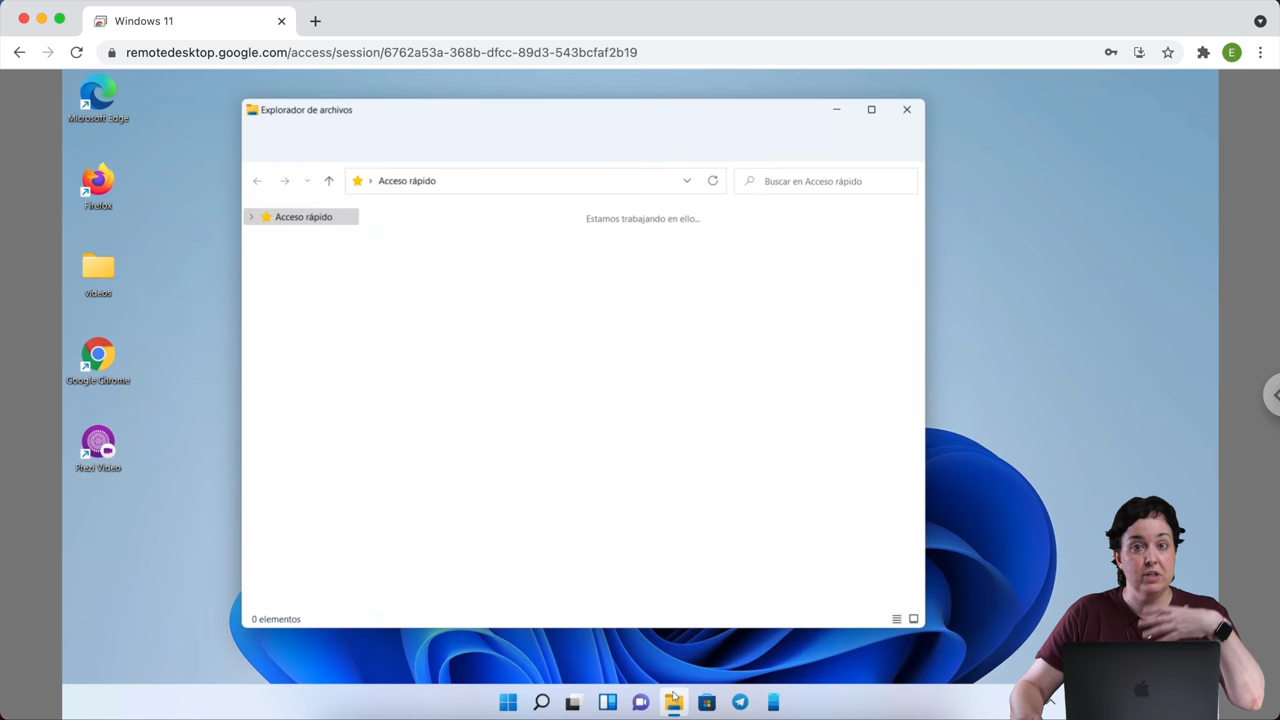 Windows 11
remotedesktop.google.com/access/session/6762a53a-368b-dfcc-89d3-543bcfaf2b19
E
Microsoft Edge
Firefox
videos
Google Chrome
Prezi Video
Explorador de archivos
Acceso rápido
Buscar en Acceso rápido
Acceso rápido
Estamos trabajando en ello...
0 elementos